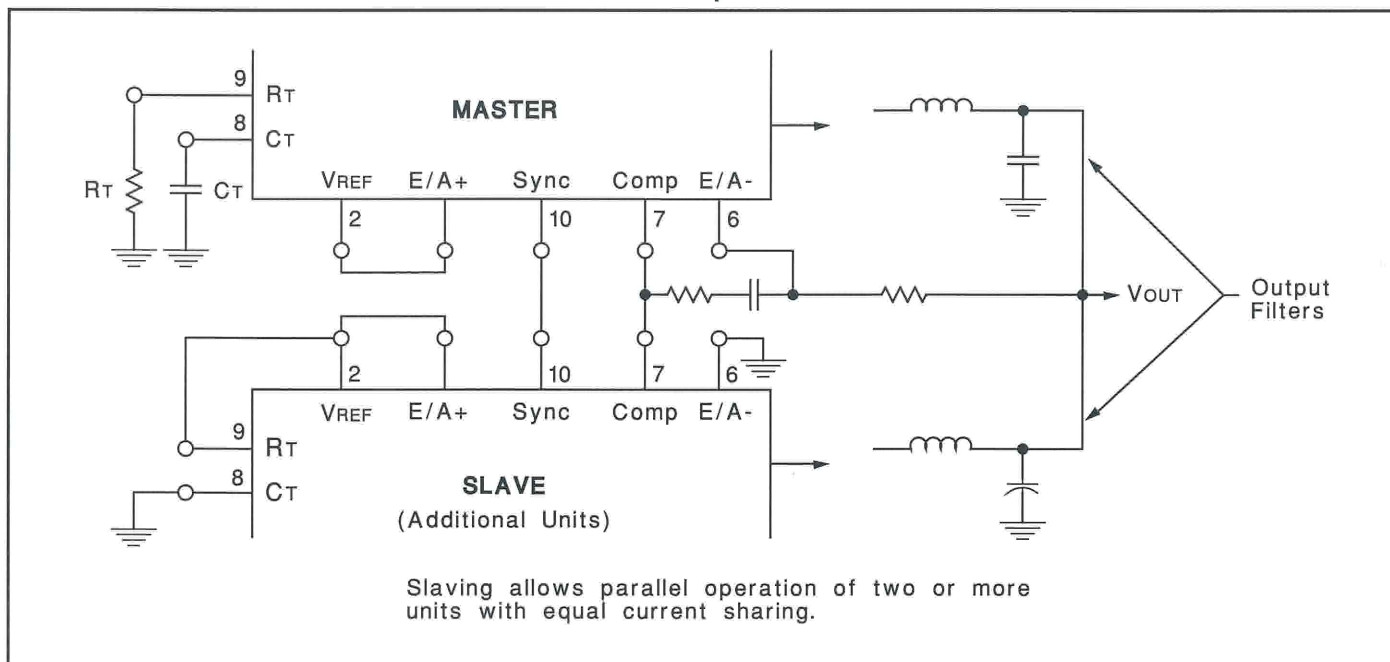 9
RT
MASTER
8
CT
RT
CT
VREF E/A+ Sync Comp E/A-
2 10 7 6
VOUT
Output
Filters
2 10 7 6
VREF E/A+ Sync Comp E/A-
9
RT
8
CT
SLAVE
(Additional Units)
Slaving allows parallel operation of two or more
units with equal current sharing.